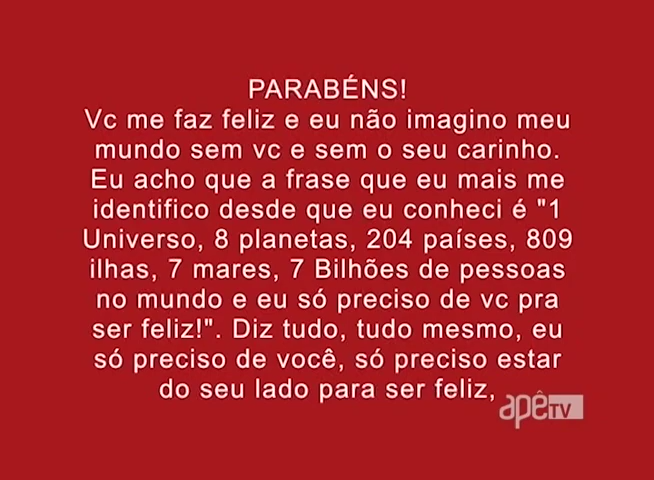 PARABÉNS!
Vc me faz feliz e eu não imagino meu
mundo sem vc e sem o seu carinho.
Eu acho que a frase que eu mais me
identifico desde que eu conheci é "1
Universo, 8 planetas, 204 países, 809
ilhas, 7 mares, 7 Bilhões de pessoas
no mundo e eu só preciso de vc pra
ser feliz!". Diz tudo, tudo mesmo, eu
só preciso de você, só preciso estar
do seu lado para ser feliz,
apêTV